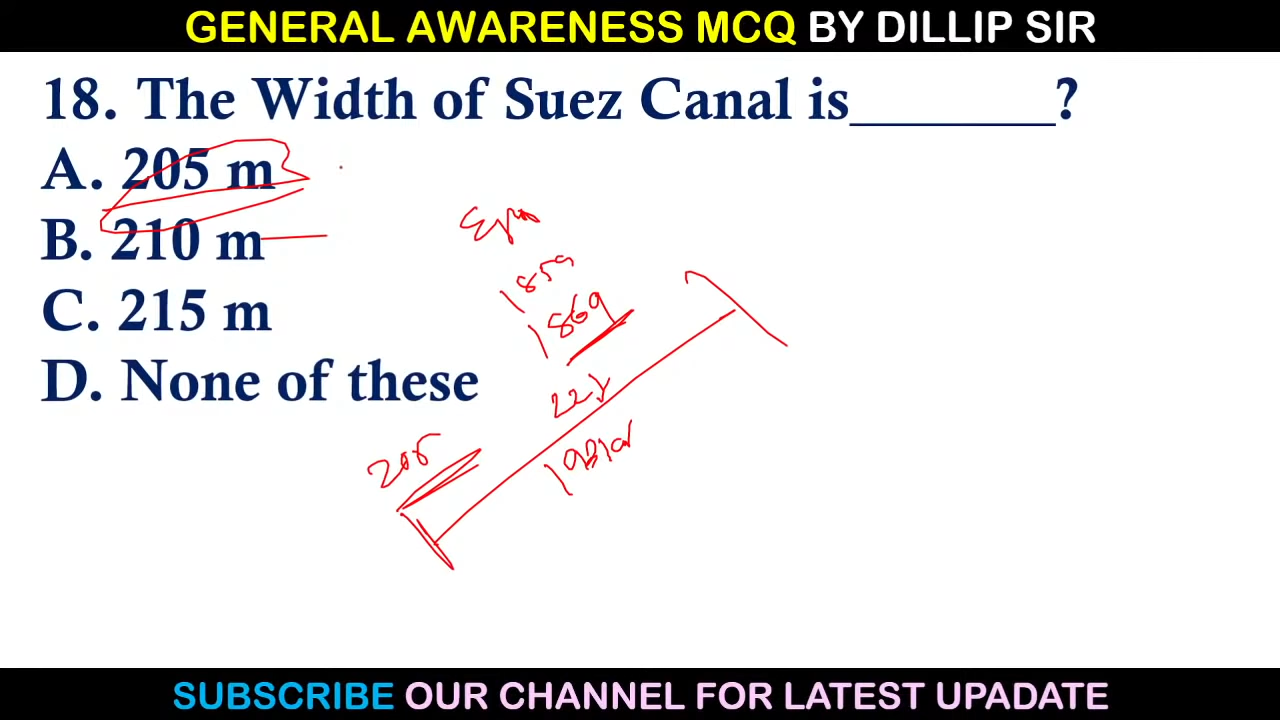 GENERAL AWARENESS MCQ BY DILLIP SIR
18. The Width of Suez Canal is_______?
A. 205 m
B. 210 m
C. 215 m
D. None of these
1859
1869
205
SUBSCRIBE OUR CHANNEL FOR LATEST UPADATE